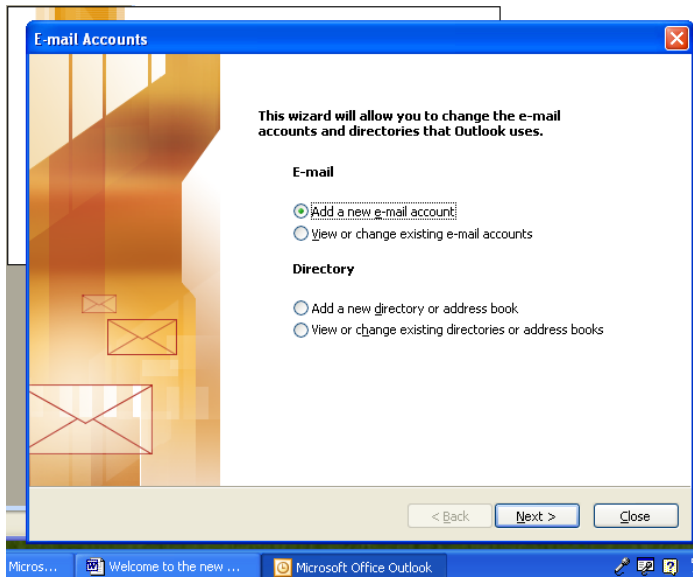 E-mail Accounts
This wizard will allow you to change the e-mail
accounts and directories that Outlook uses.
E-mail
Add a new e-mail account
View or change existing e-mail accounts
Directory
Add a new directory or address book
View or change existing directories or address books
< Back Next > Close
Micros... Welcome to the new ... Microsoft Office Outlook